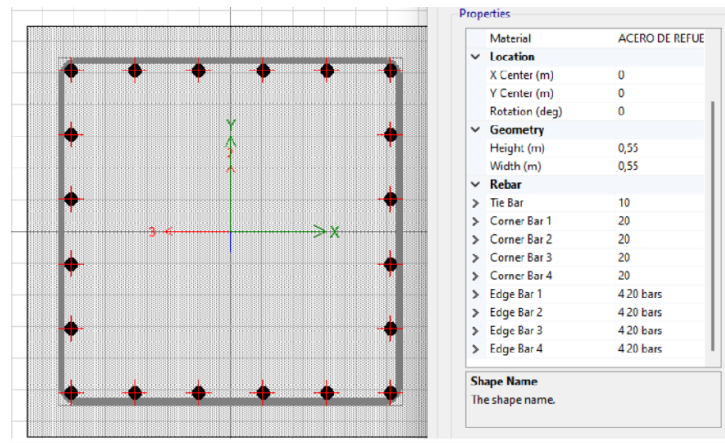 Properties
Material ACERO DE REFUE
Location
X Center (m) 0
Y Center (m) 0
Rotation (deg) 0
Geometry
Height (m) 0,55
Width (m) 0,55
Rebar
Tie Bar 10
Corner Bar 1 20
Corner Bar 2 20
Corner Bar 3 20
Corner Bar 4 20
Edge Bar 1 4 20 bars
Edge Bar 2 4 20 bars
Edge Bar 3 4 20 bars
Edge Bar 4 4 20 bars
Shape Name
The shape name.
Y
2
3
X